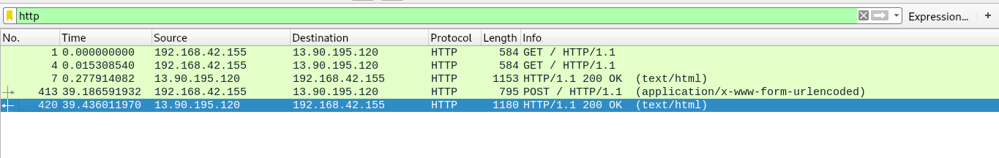 http Expression... +
No. Time Source Destination Protocol Length Info
1 0.000000000 192.168.42.155 13.90.195.120 HTTP 584 GET / HTTP/1.1
4 0.015308540 192.168.42.155 13.90.195.120 HTTP 584 GET / HTTP/1.1
7 0.277914082 13.90.195.120 192.168.42.155 HTTP 1153 HTTP/1.1 200 OK (text/html)
413 39.186591932 192.168.42.155 13.90.195.120 HTTP 795 POST / HTTP/1.1 (application/x-www-form-urlencoded)
420 39.436011970 13.90.195.120 192.168.42.155 HTTP 1180 HTTP/1.1 200 OK (text/html)